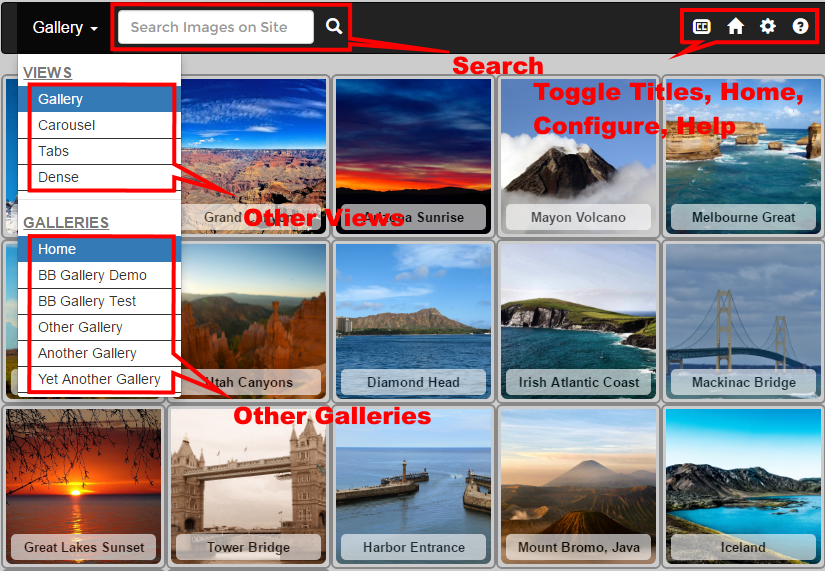 Gallery
Search Images on Site
CC
?
Search
Toggle Titles, Home,
Configure, Help
VIEWS
Gallery
Carousel
Tabs
Dense
Other Views
GALLERIES
Home
BB Gallery Demo
BB Gallery Test
Other Gallery
Another Gallery
Yet Another Gallery
Other Galleries
Grand
Arizona Sunrise
Mayon Volcano
Melbourne Great
Utah Canyons
Diamond Head
Irish Atlantic Coast
Mackinac Bridge
Great Lakes Sunset
Tower Bridge
Harbor Entrance
Mount Bromo, Java
Iceland